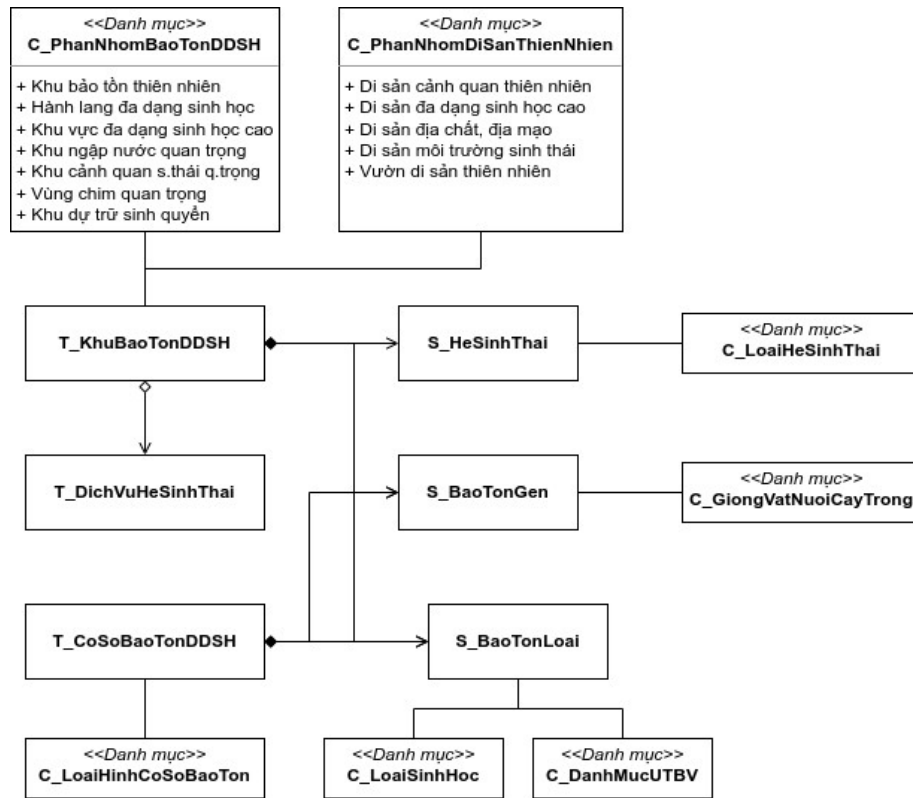 <<Danh mục>>
C_PhanNhomBaoTonDDSH
+ Khu bảo tồn thiên nhiên
+ Hành lang đa dạng sinh học
+ Khu vực đa dạng sinh học cao
+ Khu ngập nước quan trọng
+ Khu cảnh quan s.thái q.trọng
+ Vùng chim quan trọng
+ Khu dự trữ sinh quyển
<<Danh mục>>
C_PhanNhomDiSanThienNhien
+ Di sản cảnh quan thiên nhiên
+ Di sản đa dạng sinh học cao
+ Di sản địa chất, địa mạo
+ Di sản môi trường sinh thái
+ Vườn di sản thiên nhiên
T_KhuBaoTonDDSH
S_HeSinhThai
<<Danh mục>>
C_LoaiHeSinhThai
T_DichVuHeSinhThai
S_BaoTonGen
<<Danh mục>>
C_GiongVatNuoiCayTrong
T_CoSoBaoTonDDSH
S_BaoTonLoai
<<Danh mục>>
C_LoaiHinhCoSoBaoTon
<<Danh mục>>
C_LoaiSinhHoc
<<Danh mục>>
C_DanhMucUTBV